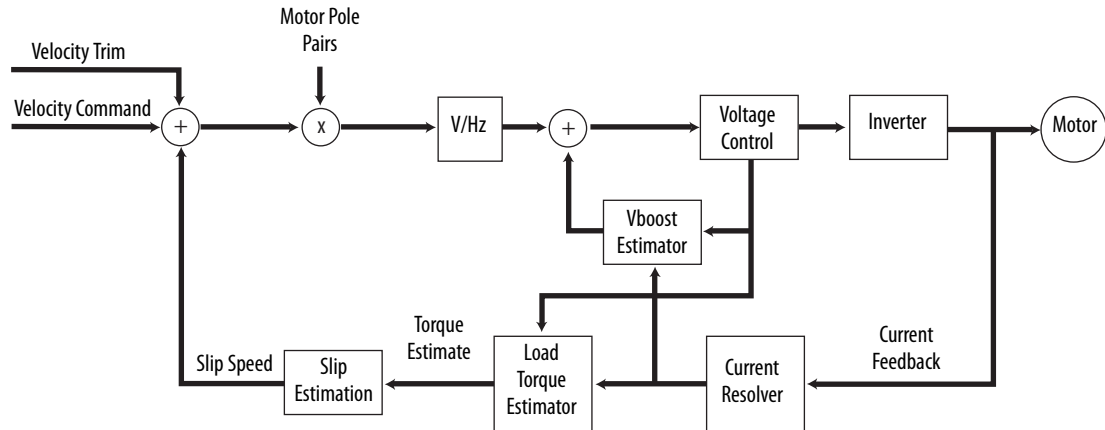 Motor Pole
Pairs
Velocity Trim
Velocity Command
+
x
V/Hz
+
Voltage
Control
Inverter
Motor
Vboost
Estimator
Slip Speed
Slip
Estimation
Torque
Estimate
Load
Torque
Estimator
Current
Resolver
Current
Feedback